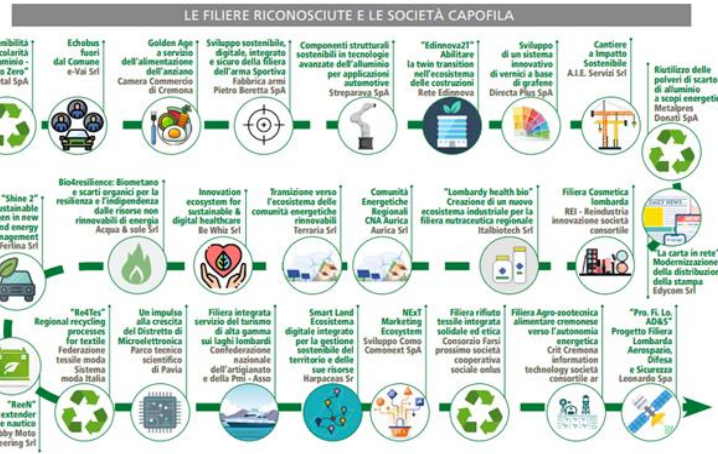 LE FILIERE RICONOSCIUTE E LE SOCIETÀ CAPOFILA
Echobus
fuori
dal Comune
e-Vai Srl
Golden Age
a servizio
dell'alimentazione
dell'anziano
Camera Commercio
di Cremona
Sviluppo sostenibile,
digitale, integrato
e sicuro della filiera
dell'arma Sportiva
Fabbrica armi
Pietro Beretta SpA
Componenti strutturali
sostenibili in tecnologie
avanzate dell'alluminio
per applicazioni
automotive
Streparava SpA
"Edinnova21"
Abilitare
la twin transition
nell'ecosistema
delle costruzioni
Rete Edinnova
Sviluppo
di un sistema
innovativo
di vernici a base
di grafene
Directa Plus SpA
Cantiere
a Impatto
Sostenibile
A.I.E. Servizi Srl
Riutilizzo delle
polveri di scarto
di alluminio
a scopi energetici
Metalpres
Donati SpA
"Shine 2"
Ferlina Srl
Bio4resilience: Biometano
e scarti organici per la
resilienza e l'indipendenza
dalle risorse non
rinnovabili di energia
Acqua & sole Srl
Innovation
ecosystem for
sustainable &
digital healthcare
Be Whiz Srl
Transizione verso
l'ecosistema delle
comunità energetiche
rinnovabili
Terraria Srl
Comunità
Energetiche
Regionali
CNA Aurica
Aurica Srl
"Lombardy health bio"
Creazione di un nuovo
ecosistema industriale per la
filiera nutraceutica regionale
Italbiotech Srl
Filiera Cosmetica
lombarda
REI - Reindustria
innovazione società
consortile
"La carta in rete"
Modernizzazione
della distribuzione
della stampa
Edycom Srl
"ReeN"
extender
nautico
"Re4Tes"
Regional recycling
processes
for textile
Federazione
tessile moda
Sistema
moda Italia
Un impulso
alla crescita
del Distretto di
Microelettronica
Parco tecnico
scientifico
di Pavia
Filiera integrata
servizio del turismo
di alta gamma
sui laghi lombardi
Confederazione
nazionale
dell'artigianato
e della Pmi - Asso
Smart Land
Ecosistema
digitale integrato
per la gestione
sostenibile del
territorio e delle
sue risorse
Harpaceas Sr
NExT
Marketing
Ecosystem
Sviluppo Como
Comonext SpA
Filiera rifiuto
tessile integrata
solidale ed etica
Consorzio Farsi
prossimo società
cooperativa
sociale onlus
Filiera Agro-zootecnica
alimentare cremonese
verso l'autonomia
energetica
Crit Cremona
information
technology società
consortile ar
"Pro. Fi. Lo.
AD&S"
Progetto Filiera
Lombarda
Aerospazio,
Difesa
e Sicurezza
Leonardo Spa